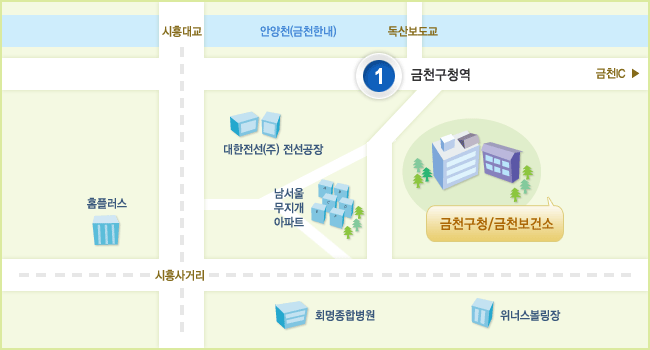 시흥대교
안양천(금천한내)
독산보도교
1
금천구청역
금천IC
대한전선(주) 전선공장
남서울
무지개
아파트
홈플러스
금천구청/금천보건소
시흥사거리
희명종합병원
위너스볼링장